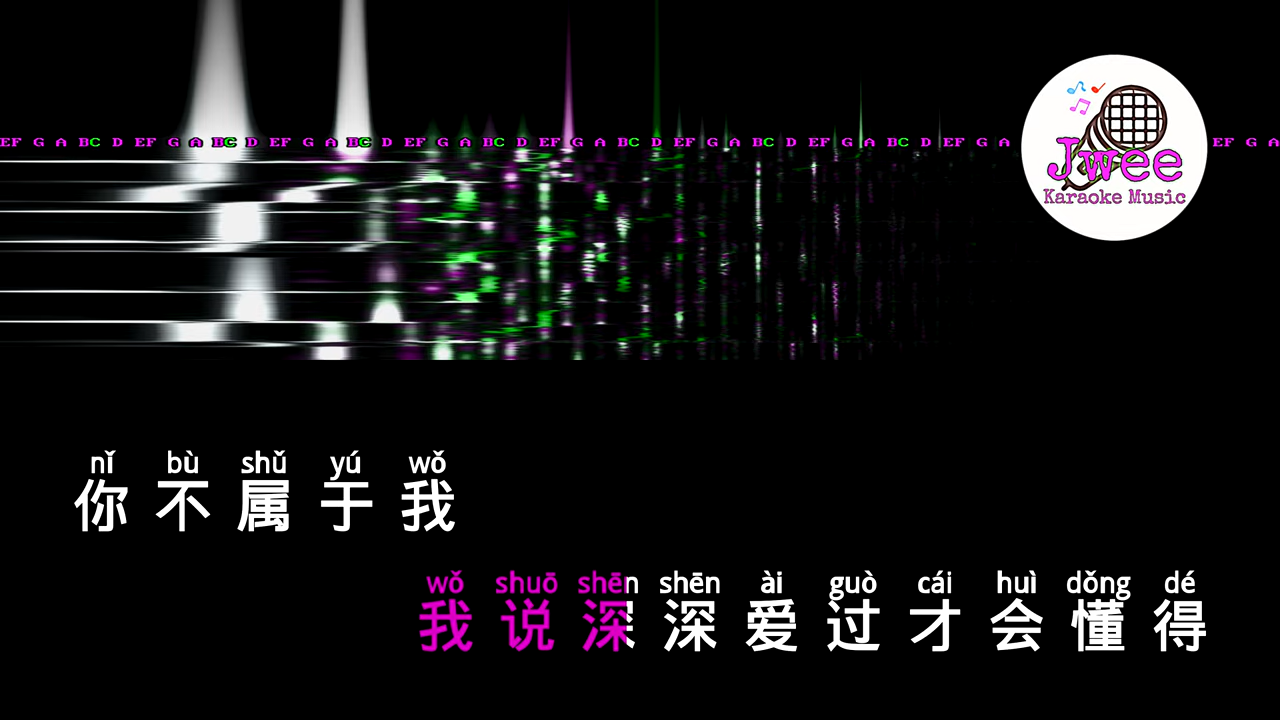 EF G A BC D EF G A BC D EF G A BC D EF G A BC D EF G A BC D EF G A BC D EF G A BC D EF G A EF G A
Jwee
Karaoke Music
nǐ bù shǔ yú wǒ
你不属于我
wǒ shuō shēn shēn ài guò cái huì dǒng dé
我说深深爱过才会懂得